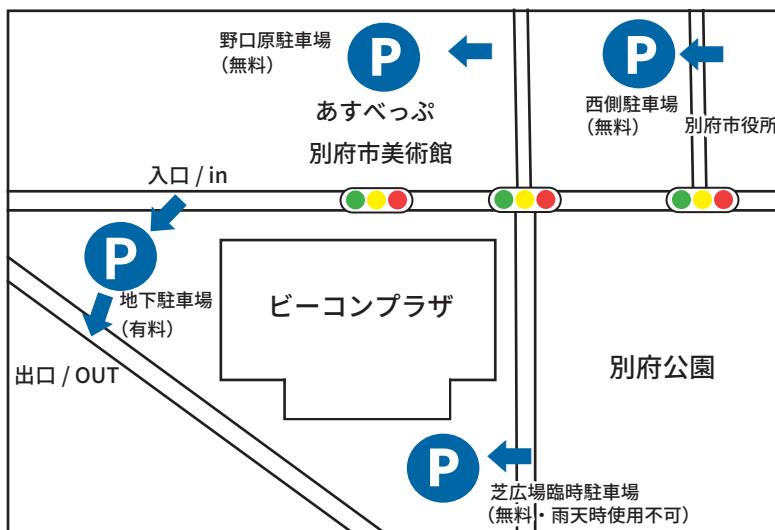 野口原駐車場
（無料）
P
P
西側駐車場
（無料）
別府市役所
あすべっぷ
別府市美術館
入口 / in
P
地下駐車場
（有料）
出口 / OUT
ビーコンプラザ
別府公園
P
芝広場臨時駐車場
（無料・雨天時使用不可）